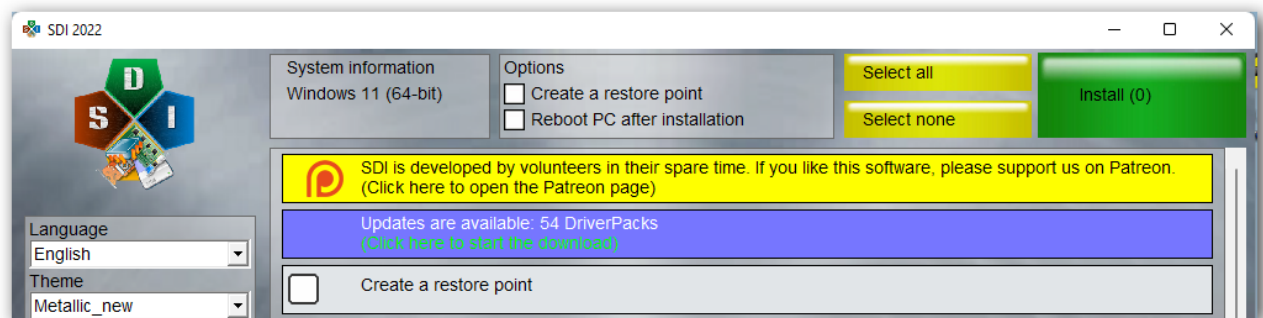 SDI 2022
D
S I
System information
Windows 11 (64-bit)
Options
Create a restore point
Reboot PC after installation
Select all
Select none
Install (0)
SDI is developed by volunteers in their spare time. If you like this software, please support us on Patreon.
(Click here to open the Patreon page)
Updates are available: 54 DriverPacks
(Click here to start the download)
Create a restore point
Language
English
Theme
Metallic_new